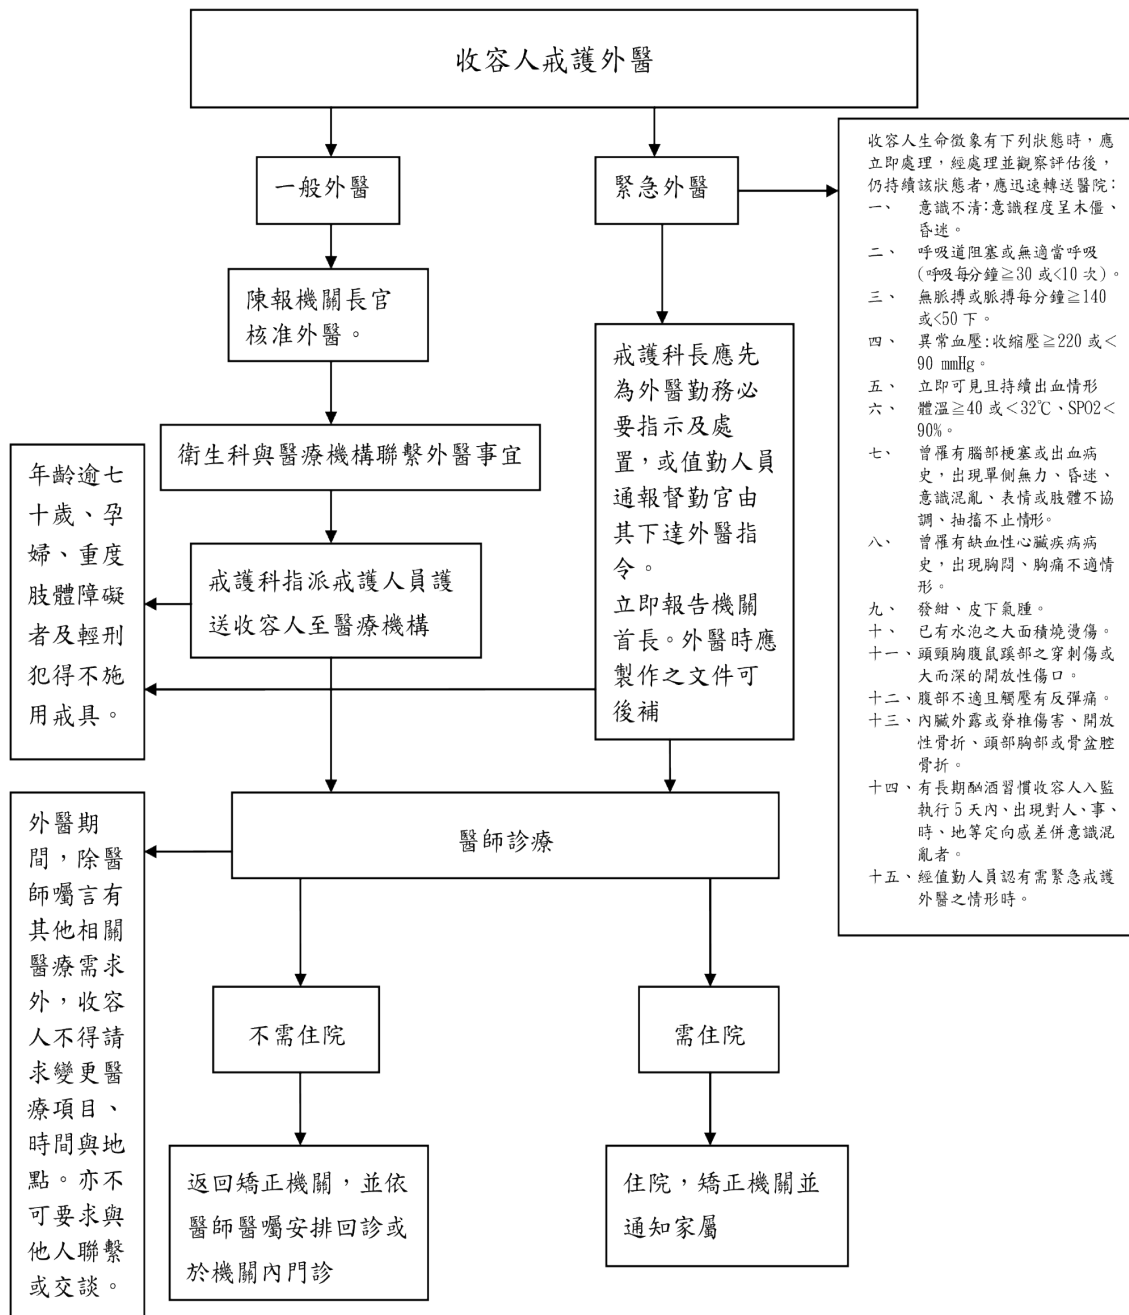 收容人戒護外醫
一般外醫
緊急外醫
收容人生命徵象有下列狀態時，應
立即處理，經處理並觀察評估後，
仍持續該狀態者，應迅速轉送醫院：
一、 意識不清：意識程度呈木僵、
昏迷。
二、 呼吸道阻塞或無適當呼吸
(呼吸每分鐘≧30 或<10 次)。
三、 無脈搏或脈搏每分鐘≧140
或<50 下。
四、 異常血壓：收縮壓≧220 或＜
90 mmHg。
五、 立即可見且持續出血情形
六、 體溫≧40 或＜32℃、SPO2＜
90%。
七、 曾罹有腦部梗塞或出血病
史，出現單側無力、昏迷、
意識混亂、表情或肢體不協
調、抽搐不止情形。
八、 曾罹有缺血性心臟疾病病
史，出現胸悶、胸痛不適情
形。
九、 發紺、皮下氣腫。
十、 已有水泡之大面積燒燙傷。
十一、頭頸胸腹鼠蹊部之穿刺傷或
大而深的開放性傷口。
十二、腹部不適且觸壓有反彈痛。
十三、內臟外露或脊椎傷害、開放
性骨折、頭部胸部或骨盆腔
骨折。
十四、有長期酗酒習慣收容人入監
執行 5 天內、出現對人、事、
時、地等定向感差併意識混
亂者。
十五、經值勤人員認有需緊急戒護
外醫之情形時。
陳報機關長官
核准外醫。
戒護科長應先
為外醫勤務必
要指示及處
置，或值勤人員
通報督勤官由
其下達外醫指
令。
立即報告機關
首長。外醫時應
製作之文件可
後補
衛生科與醫療機構聯繫外醫事宜
戒護科指派戒護人員護
送收容人至醫療機構
年齡逾七
十歲、孕
婦、重度
肢體障礙
者及輕刑
犯得不施
用戒具。
醫師診療
外醫期
間，除醫
師囑言有
其他相關
醫療需求
外，收容
人不得請
求變更醫
療項目、
時間與地
點。亦不
可要求與
他人聯繫
或交談。
不需住院
需住院
返回矯正機關，並依
醫師醫囑安排回診或
於機關內門診
住院，矯正機關並
通知家屬